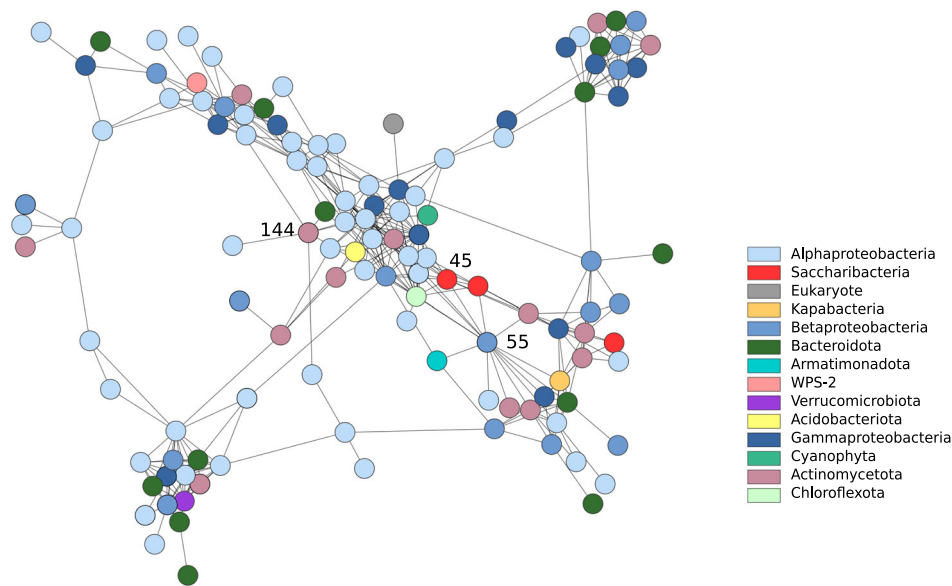 144
45
55
Alphaproteobacteria
Saccharibacteria
Eukaryote
Kapabacteria
Betaproteobacteria
Bacteroidota
Armatimonadota
WPS-2
Verrucomicrobiota
Acidobacteriota
Gammaproteobacteria
Cyanophyta
Actinomycetota
Chloroflexota